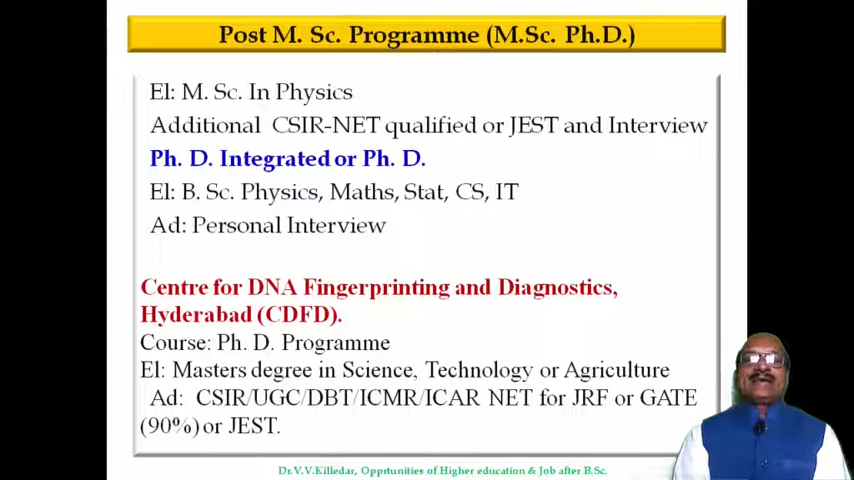 Post M. Sc. Programme (M.Sc. Ph.D.)
El: M. Sc. In Physics
Additional CSIR-NET qualified or JEST and Interview
Ph. D. Integrated or Ph. D.
El: B. Sc. Physics, Maths, Stat, CS, IT
Ad: Personal Interview
Centre for DNA Fingerprinting and Diagnostics,
Hyderabad (CDFD).
Course: Ph. D. Programme
El: Masters degree in Science, Technology or Agriculture
Ad: CSIR/UGC/DBT/ICMR/ICAR NET for JRF or GATE
(90%) or JEST.
Dr.V.V.Killedar, Opprtunities of Higher education & Job after B.Sc.